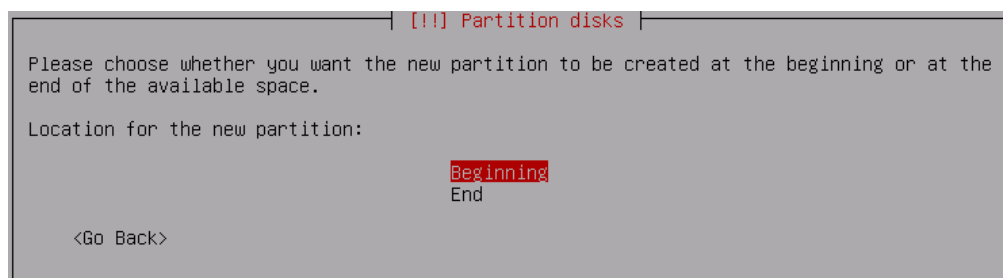 [!!] Partition disks
Please choose whether you want the new partition to be created at the beginning or at the
end of the available space.
Location for the new partition:
Beginning
End
<Go Back>